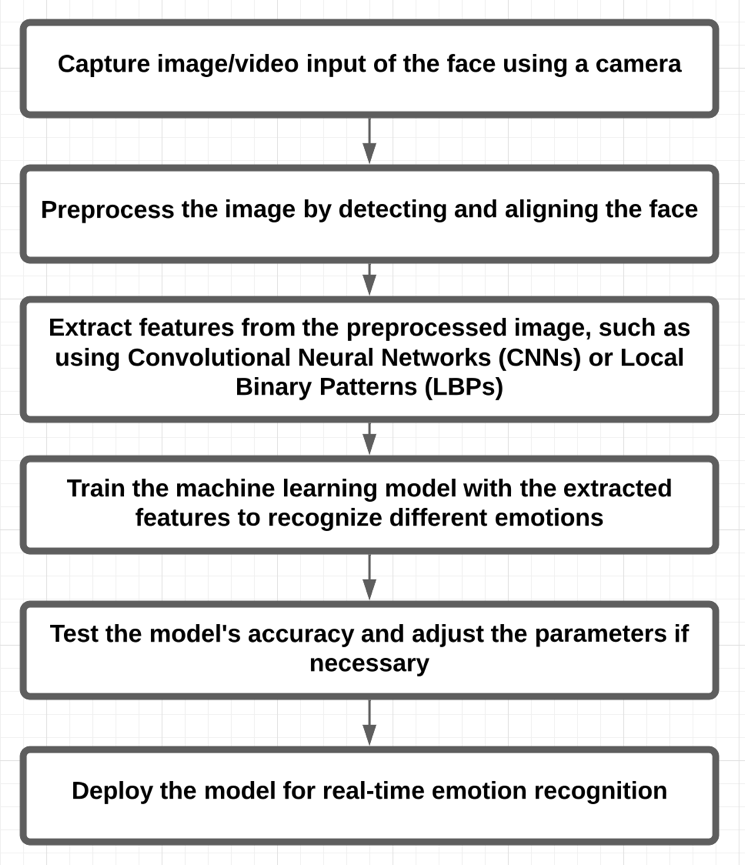 Capture image/video input of the face using a camera
Preprocess the image by detecting and aligning the face
Extract features from the preprocessed image, such as
using Convolutional Neural Networks (CNNs) or Local
Binary Patterns (LBPs)
Train the machine learning model with the extracted
features to recognize different emotions
Test the model's accuracy and adjust the parameters if
necessary
Deploy the model for real-time emotion recognition